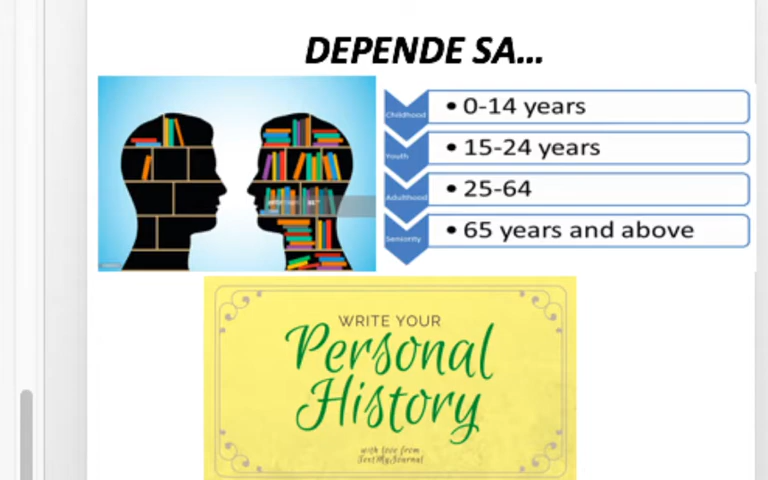 DEPENDE SA...
Childhood
• 0-14 years
Youth
• 15-24 years
Adulthood
• 25-64
Seniority
• 65 years and above
WRITE YOUR
Personal
History
with love from